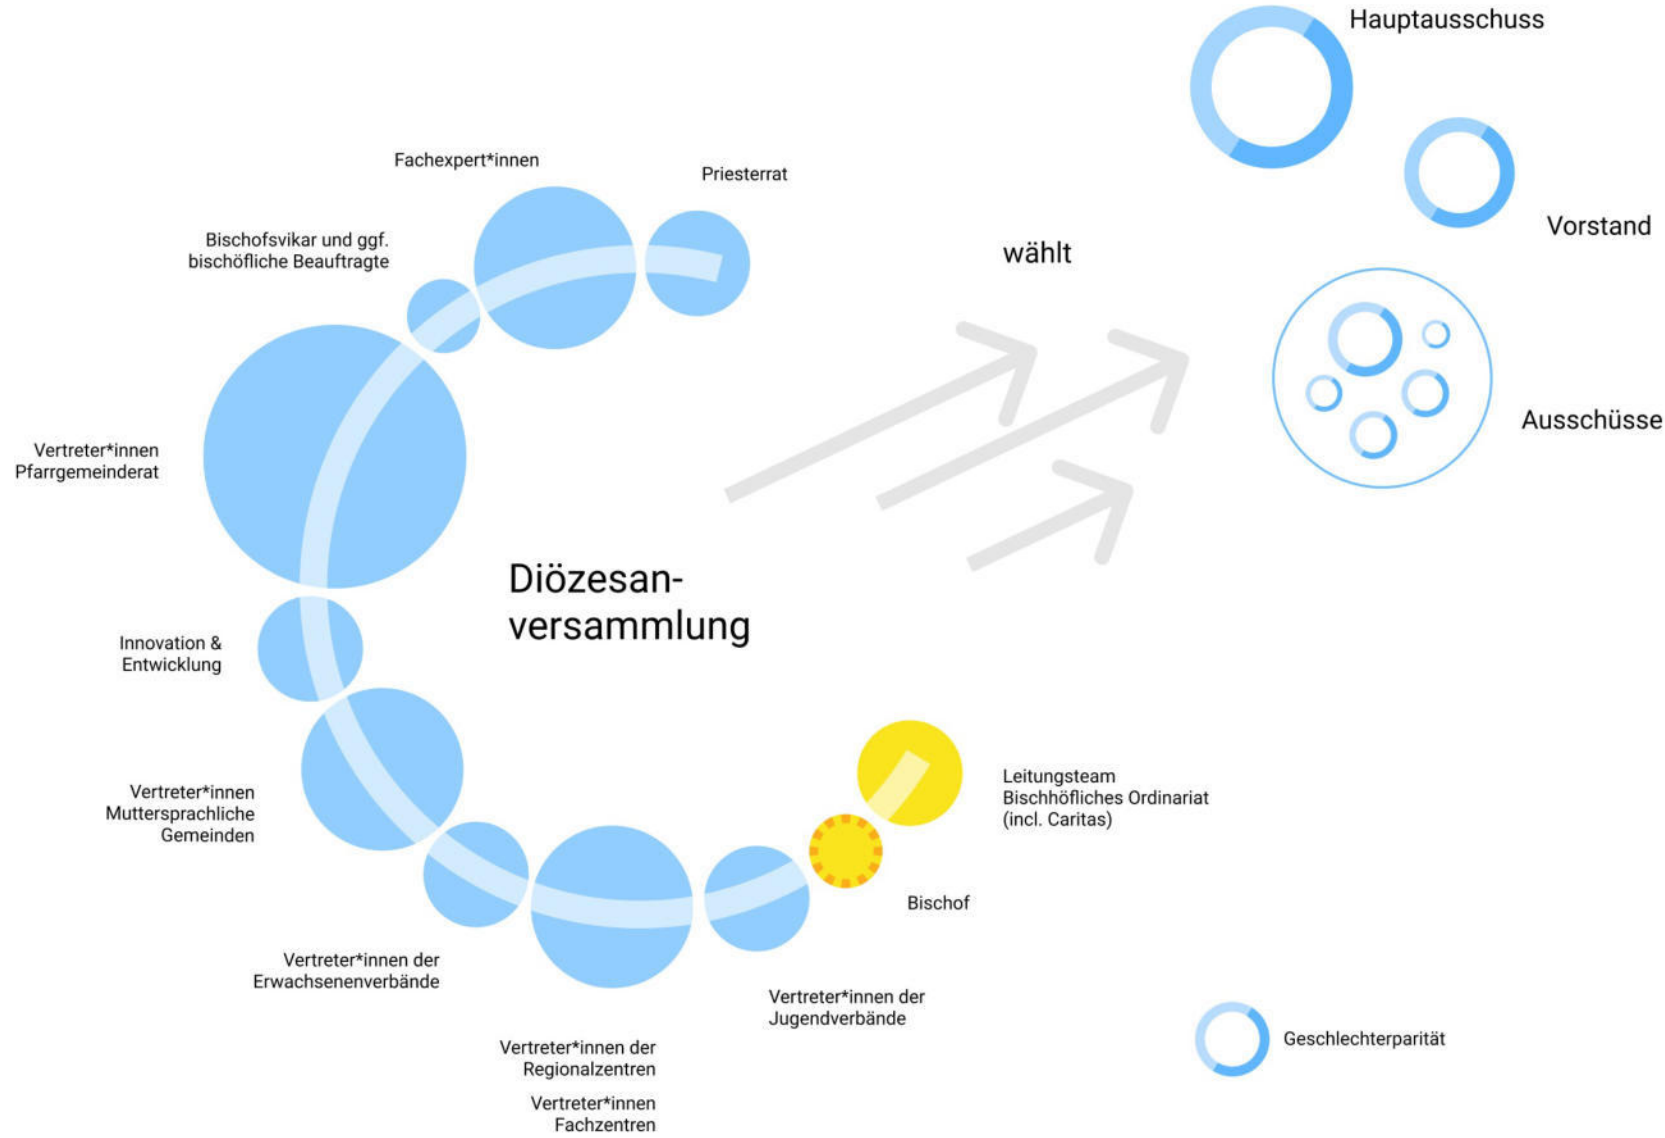 Hauptausschuss
Fachexpert*innen
Priesterrat
Vorstand
Bischofsvikar und ggf.
bischöfliche Beauftragte
wählt
Ausschüsse
Vertreter*innen
Pfarrgemeinderat
Diözesan-
versammlung
Innovation &
Entwicklung
Leitungsteam
Bischhöfliches Ordinariat
(incl. Caritas)
Vertreter*innen
Muttersprachliche
Gemeinden
Bischof
Vertreter*innen der
Erwachsenenverbände
Vertreter*innen der
Jugendverbände
Vertreter*innen der
Regionalzentren
Vertreter*innen
Fachzentren
Geschlechterparität